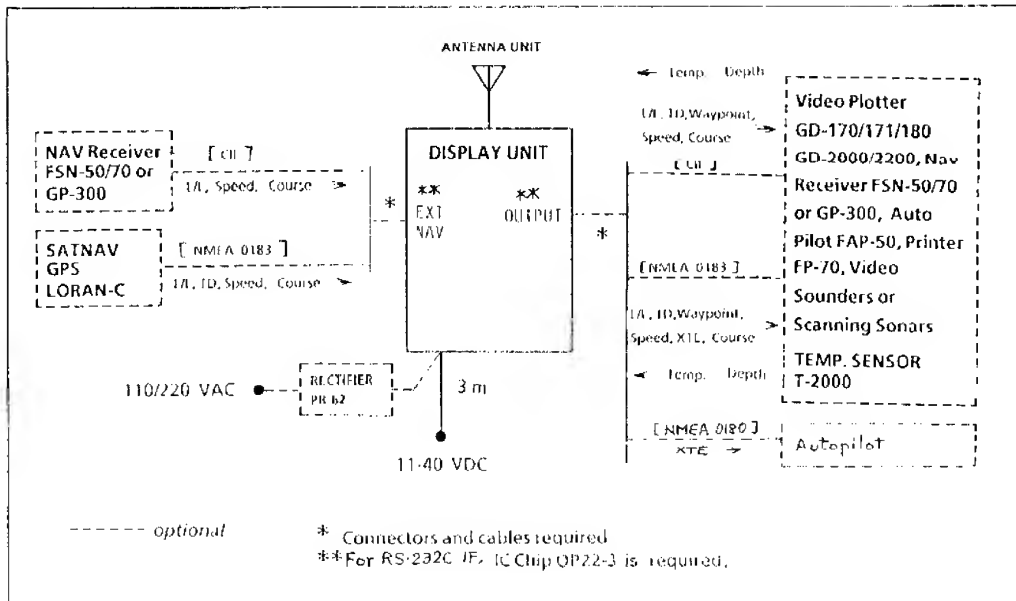 ANTENNA UNIT
NAV Receiver
FSN-50/70 or
GP-300
[ CIF ]
L/L, Speed, Course
SATNAV
GPS
LORAN-C
[ NMEA 0183 ]
L/L, TD, Speed, Course
*
DISPLAY UNIT
**
EXT
NAV
**
OUTPUT
*
Temp. Depth
L/L, TD, Waypoint,
Speed, Course
[ CIF ]
[NMEA 0183]
L/L, TD, Waypoint,
Speed, XTE, Course
Temp. Depth
[NMEA 0180]
XTE
Video Plotter
GD-170/171/180
GD-2000/2200, Nav
Receiver FSN-50/70
or GP-300, Auto
Pilot FAP-50, Printer
FP-70, Video
Sounders or
Scanning Sonars
TEMP. SENSOR
T-2000
Autopilot
110/220 VAC
RECTIFIER
PR-62
3 m
11-40 VDC
optional
* Connectors and cables required
**For RS-232C IF, IC Chip OP22-3 is required.